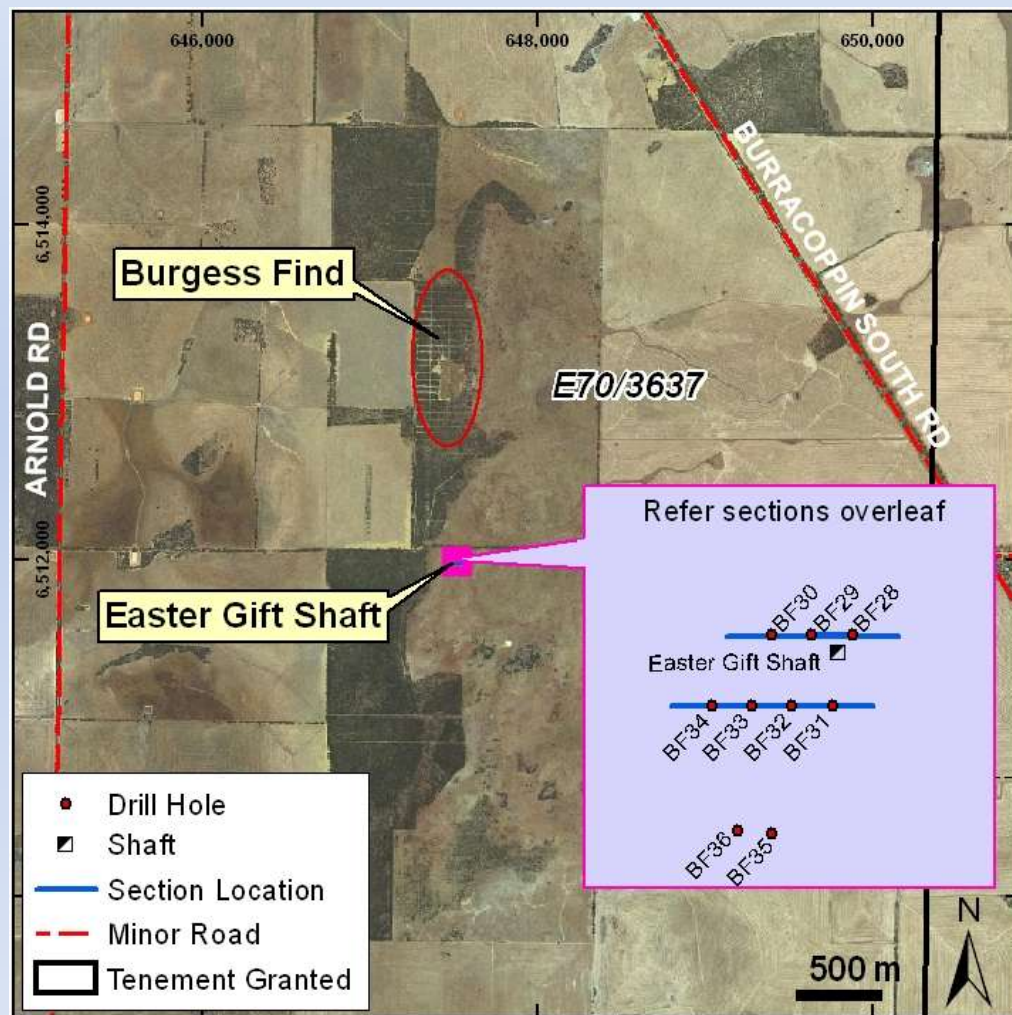 646,000
648,000
650,000
BURRACOPPIN SOUTH RD
6,514,000
Burgess Find
E70/3637
ARNOLD RD
6,512,000
Easter Gift Shaft
Refer sections overleaf
BF30
BF29
BF28
Easter Gift Shaft
BF34
BF33
BF32
BF31
BF36
BF35
Drill Hole
Shaft
Section Location
Minor Road
Tenement Granted
500 m
N